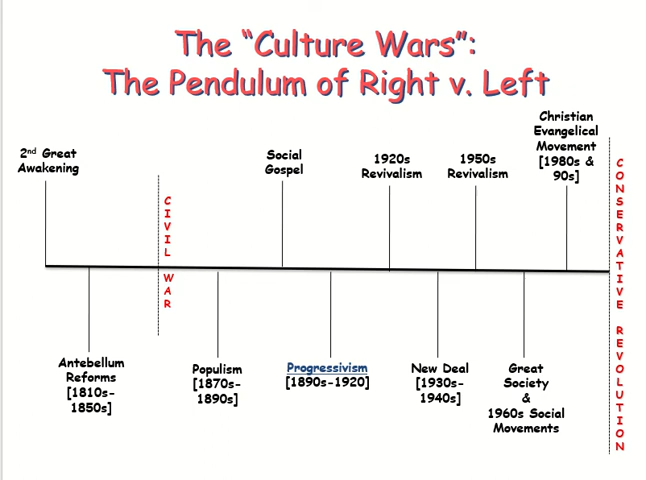 The “Culture Wars”:
The Pendulum of Right v. Left
2nd Great
Awakening
Social
Gospel
1920s
Revivalism
1950s
Revivalism
Christian
Evangelical
Movement
[1980s &
90s]
CIVIL WAR
CONSERVATIVE REVOLUTION
Antebellum
Reforms
[1810s-
1850s]
Populism
[1870s-
1890s]
Progressivism
[1890s-1920]
New Deal
[1930s-
1940s]
Great
Society
&
1960s Social
Movements